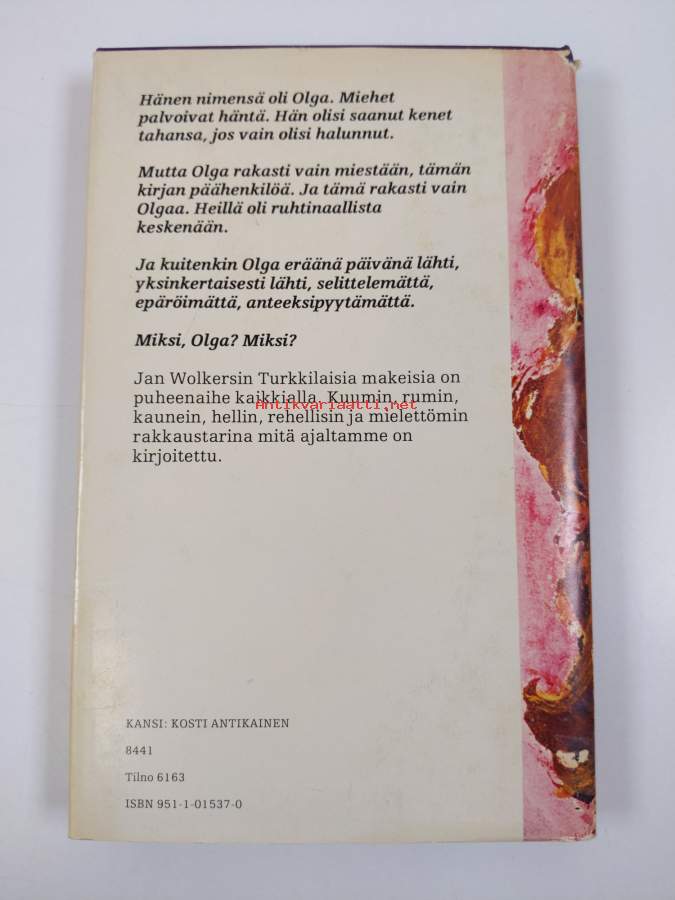 Hänen nimensä oli Olga. Miehet
palvoivat häntä. Hän olisi saanut kenet
tahansa, jos vain olisi halunnut.
Mutta Olga rakasti vain miestään, tämän
kirjan päähenkilöä. Ja tämä rakasti vain
Olgaa. Heillä oli ruhtinaallista
keskenään.
Ja kuitenkin Olga eräänä päivänä lähti,
yksinkertaisesti lähti, selittelemättä,
epäröimättä, anteeksipyytämättä.
Miksi, Olga? Miksi?
Jan Wolkersin Turkkilaisia makeisia on
puheenaihe kaikkialla. Kuumin, rumin,
Antikvariaatti.net
kaunein, hellin, rehellisin ja mielettömin
rakkaustarina mitä ajaltamme on
kirjoitettu.
KANSI: KOSTI ANTIKAINEN
8441
Tilno 6163
ISBN 951-1-01537-0